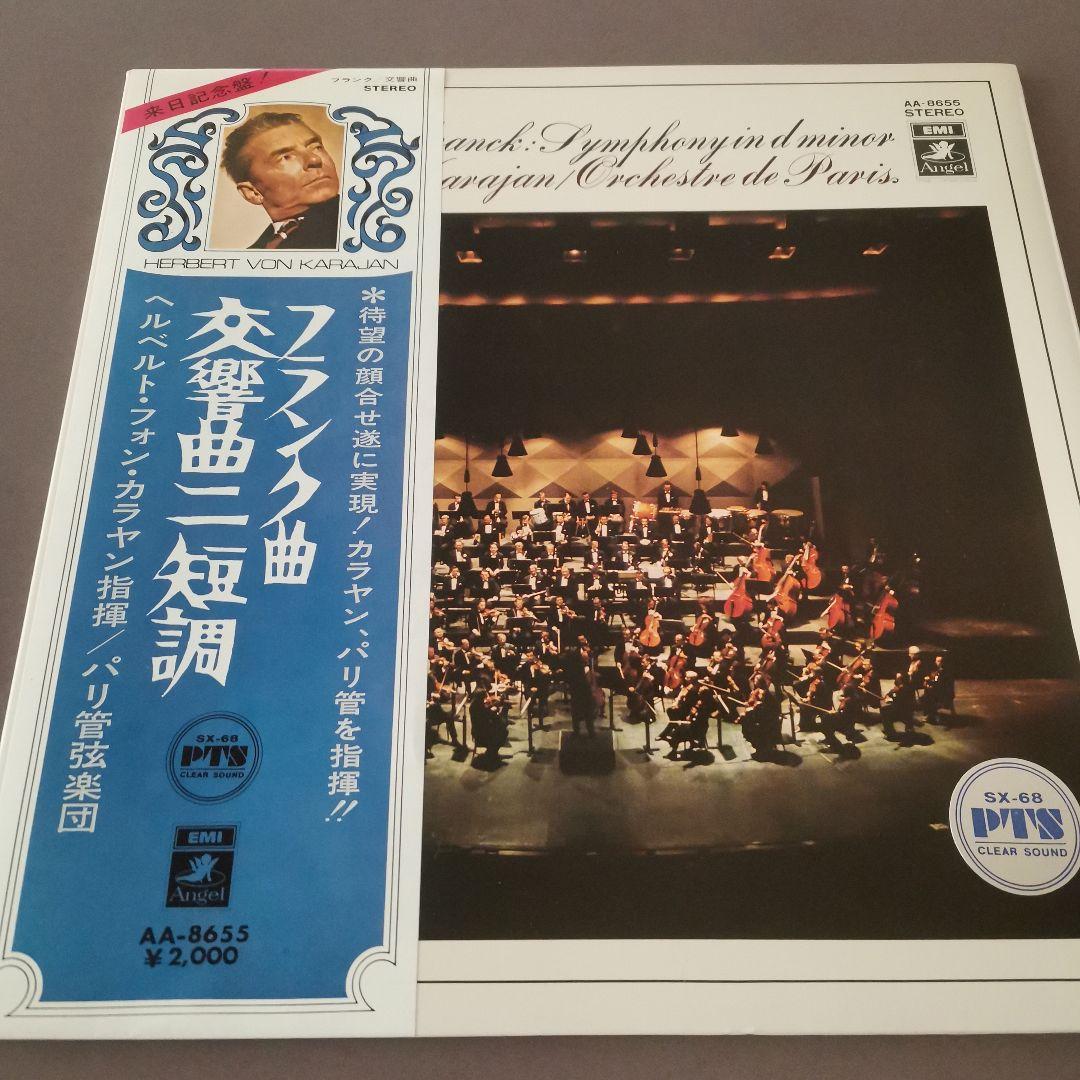 来日記念盤!
フランク/交響曲
STEREO
HERBERT VON KARAJAN
*待望の顔合せ遂に実現!カラヤン、パリ管を指揮!!
フランク曲
交響曲ニ短調
ヘルベルト・フォン・カラヤン指揮/パリ管弦楽団
SX-68
PTS
CLEAR SOUND
EMI
Angel
AA-8655
¥2,000
AA-8655
STEREO
EMI
Angel
anck: Symphony in d minor
Karajan/Orchestre de Paris.
SX-68
PTS
CLEAR SOUND